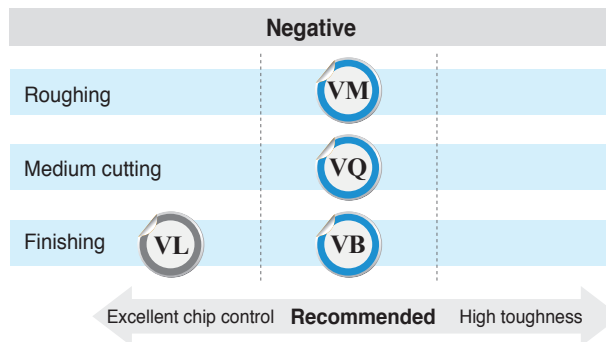 Negative
Roughing VM
Medium cutting VQ
Finishing VL VB
Excellent chip control Recommended High toughness